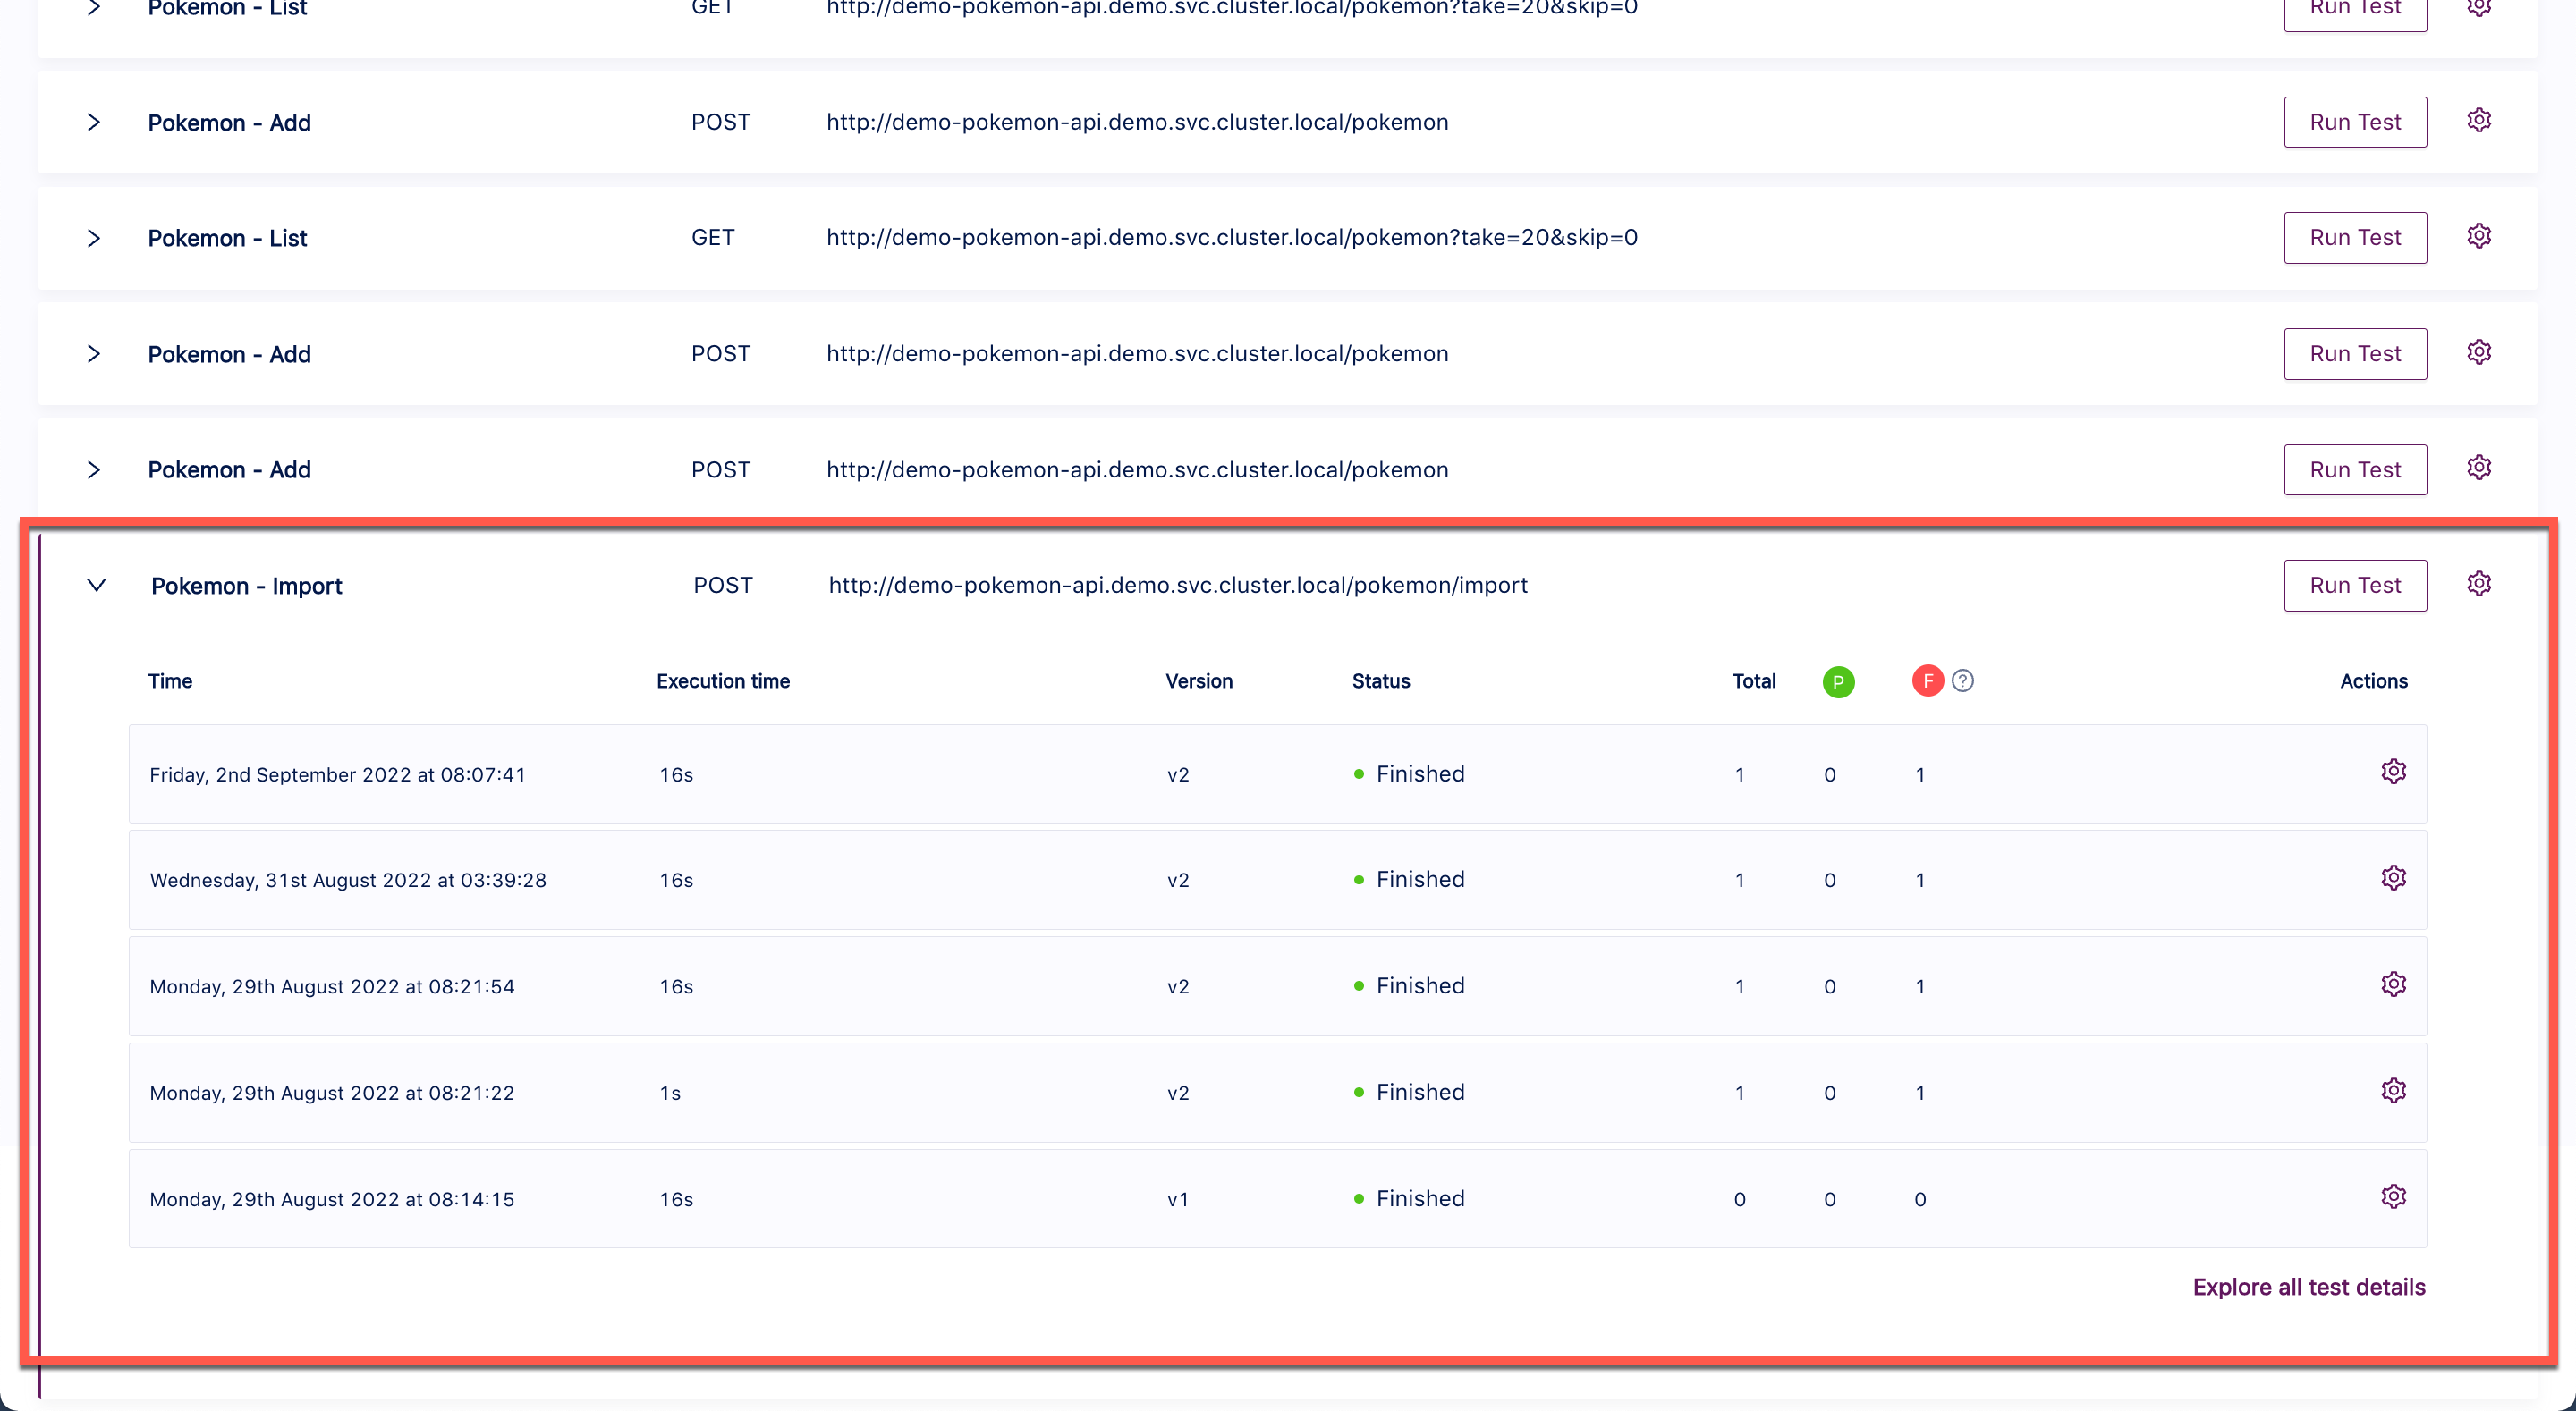 Pokemon - List GET http://demo-pokemon-api.demo.svc.cluster.local/pokemon?take=20&skip=0 Run Test
Pokemon - Add POST http://demo-pokemon-api.demo.svc.cluster.local/pokemon Run Test
Pokemon - List GET http://demo-pokemon-api.demo.svc.cluster.local/pokemon?take=20&skip=0 Run Test
Pokemon - Add POST http://demo-pokemon-api.demo.svc.cluster.local/pokemon Run Test
Pokemon - Add POST http://demo-pokemon-api.demo.svc.cluster.local/pokemon Run Test
Pokemon - Import POST http://demo-pokemon-api.demo.svc.cluster.local/pokemon/import Run Test
Time Execution time Version Status Total P F ? Actions
Friday, 2nd September 2022 at 08:07:41 16s v2 Finished 1 0 1
Wednesday, 31st August 2022 at 03:39:28 16s v2 Finished 1 0 1
Monday, 29th August 2022 at 08:21:54 16s v2 Finished 1 0 1
Monday, 29th August 2022 at 08:21:22 1s v2 Finished 1 0 1
Monday, 29th August 2022 at 08:14:15 16s v1 Finished 0 0 0
Explore all test details